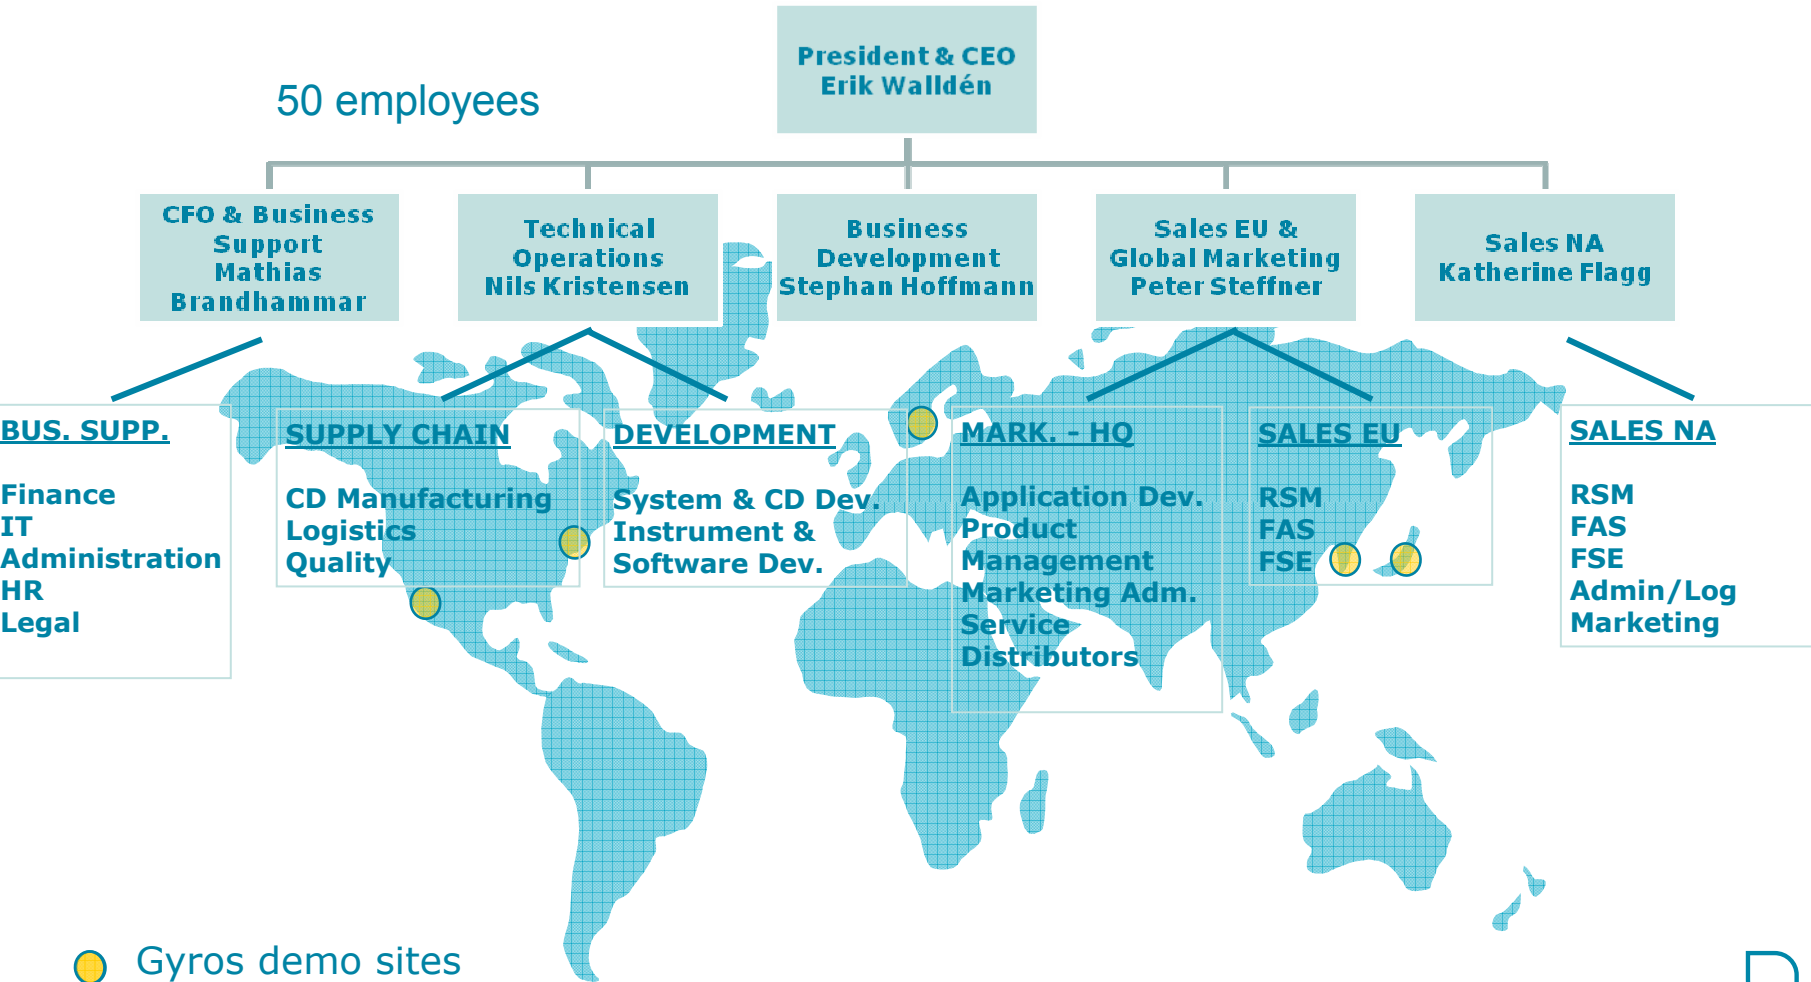 President & CEO
Erik Walldén
50 employees
CFO & Business
Support
Mathias
Brandhammar
Technical
Operations
Nils Kristensen
Business
Development
Stephan Hoffmann
Sales EU &
Global Marketing
Peter Steffner
Sales NA
Katherine Flagg
BUS. SUPP.
Finance
IT
Administration
HR
Legal
SUPPLY CHAIN
CD Manufacturing
Logistics
Quality
DEVELOPMENT
System & CD Dev.
Instrument &
Software Dev.
MARK. - HQ
Application Dev.
Product
Management
Marketing Adm.
Service
Distributors
SALES EU
RSM
FAS
FSE
SALES NA
RSM
FAS
FSE
Admin/Log
Marketing
Gyros demo sites